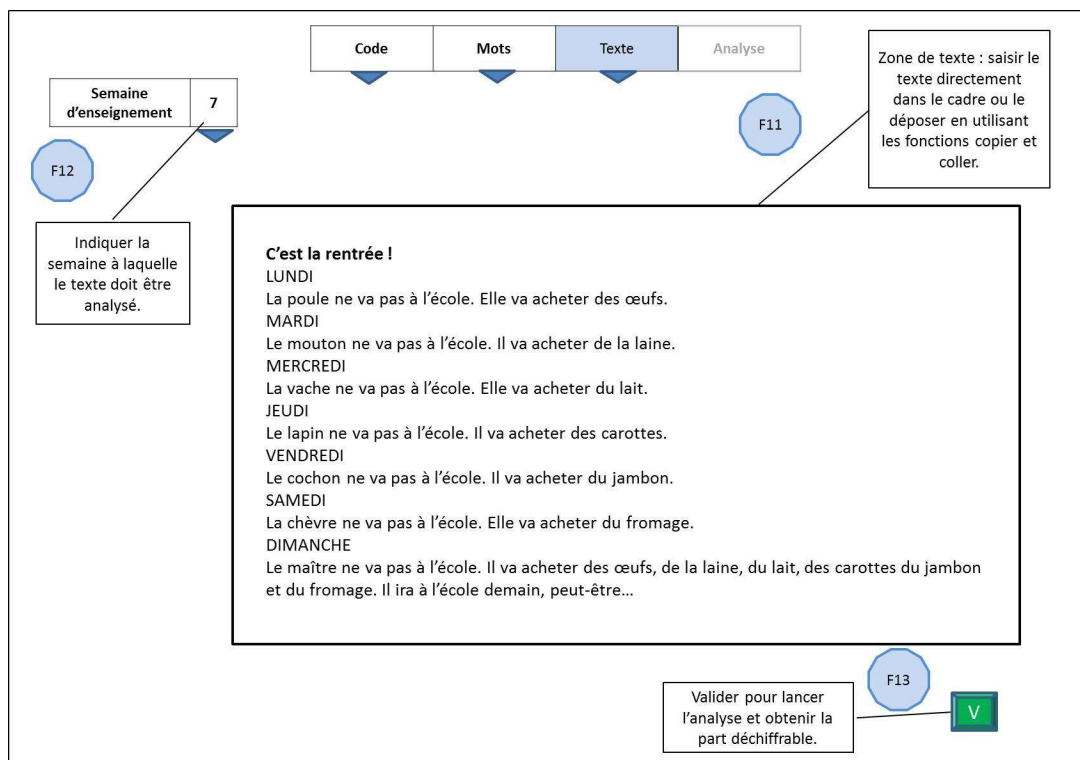 Code Mots Texte Analyse
Semaine
d'enseignement 7
F12
F11
Zone de texte : saisir le
texte directement
dans le cadre ou le
déposer en utilisant
les fonctions copier et
coller.
Indiquer la
semaine à laquelle
le texte doit être
analysé.
C'est la rentrée !
LUNDI
La poule ne va pas à l'école. Elle va acheter des œufs.
MARDI
Le mouton ne va pas à l'école. Il va acheter de la laine.
MERCREDI
La vache ne va pas à l'école. Elle va acheter du lait.
JEUDI
Le lapin ne va pas à l'école. Il va acheter des carottes.
VENDREDI
Le cochon ne va pas à l'école. Il va acheter du jambon.
SAMEDI
La chèvre ne va pas à l'école. Elle va acheter du fromage.
DIMANCHE
Le maître ne va pas à l'école. Il va acheter des œufs, de la laine, du lait, des carottes du jambon
et du fromage. Il ira à l'école demain, peut-être…
F13
Valider pour lancer
l'analyse et obtenir la
part déchiffrable.
V